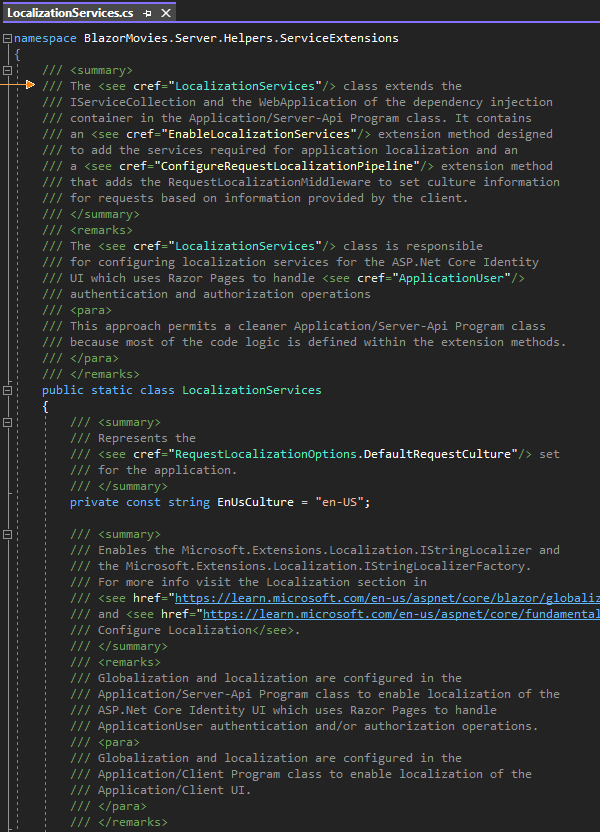 LocalizationServices.cs
namespace BlazorMovies.Server.Helpers.ServiceExtensions
{
/// <summary>
/// The <see cref="LocalizationServices"/> class extends the
/// IServiceCollection and the WebApplication of the dependency injection
/// container in the Application/Server-Api Program class. It contains
/// an <see cref="EnableLocalizationServices"/> extension method designed
/// to add the services required for application localization and an
/// a <see cref="ConfigureRequestLocalizationPipeline"/> extension method
/// that adds the RequestLocalizationMiddleware to set culture information
/// for requests based on information provided by the client.
/// </summary>
/// <remarks>
/// The <see cref="LocalizationServices"/> class is responsible
/// for configuring localization services for the ASP.Net Core Identity
/// UI which uses Razor Pages to handle <see cref="ApplicationUser"/>
/// authentication and authorization operations
/// <para>
/// This approach permits a cleaner Application/Server-Api Program class
/// because most of the code logic is defined within the extension methods.
/// </para>
/// </remarks>
public static class LocalizationServices
{
/// <summary>
/// Represents the
/// <see cref="RequestLocalizationOptions.DefaultRequestCulture"/> set
/// for the application.
/// </summary>
private const string EnUsCulture = "en-US";
/// <summary>
/// Enables the Microsoft.Extensions.Localization.IStringLocalizer and
/// the Microsoft.Extensions.Localization.IStringLocalizerFactory.
/// For more info visit the Localization section in
/// <see href="https://learn.microsoft.com/en-us/aspnet/core/blazor/globaliz
/// and <see href="https://learn.microsoft.com/en-us/aspnet/core/fundamental
/// Configure Localization</see>.
/// </summary>
/// <remarks>
/// Globalization and localization are configured in the
/// Application/Server-Api Program class to enable localization of the
/// ASP.Net Core Identity UI which uses Razor Pages to handle
/// ApplicationUser authentication and/or authorization operations.
/// <para>
/// Globalization and localization are configured in the
/// Application/Client Program class to enable localization of the
/// Application/Client UI.
/// </para>
/// </remarks>